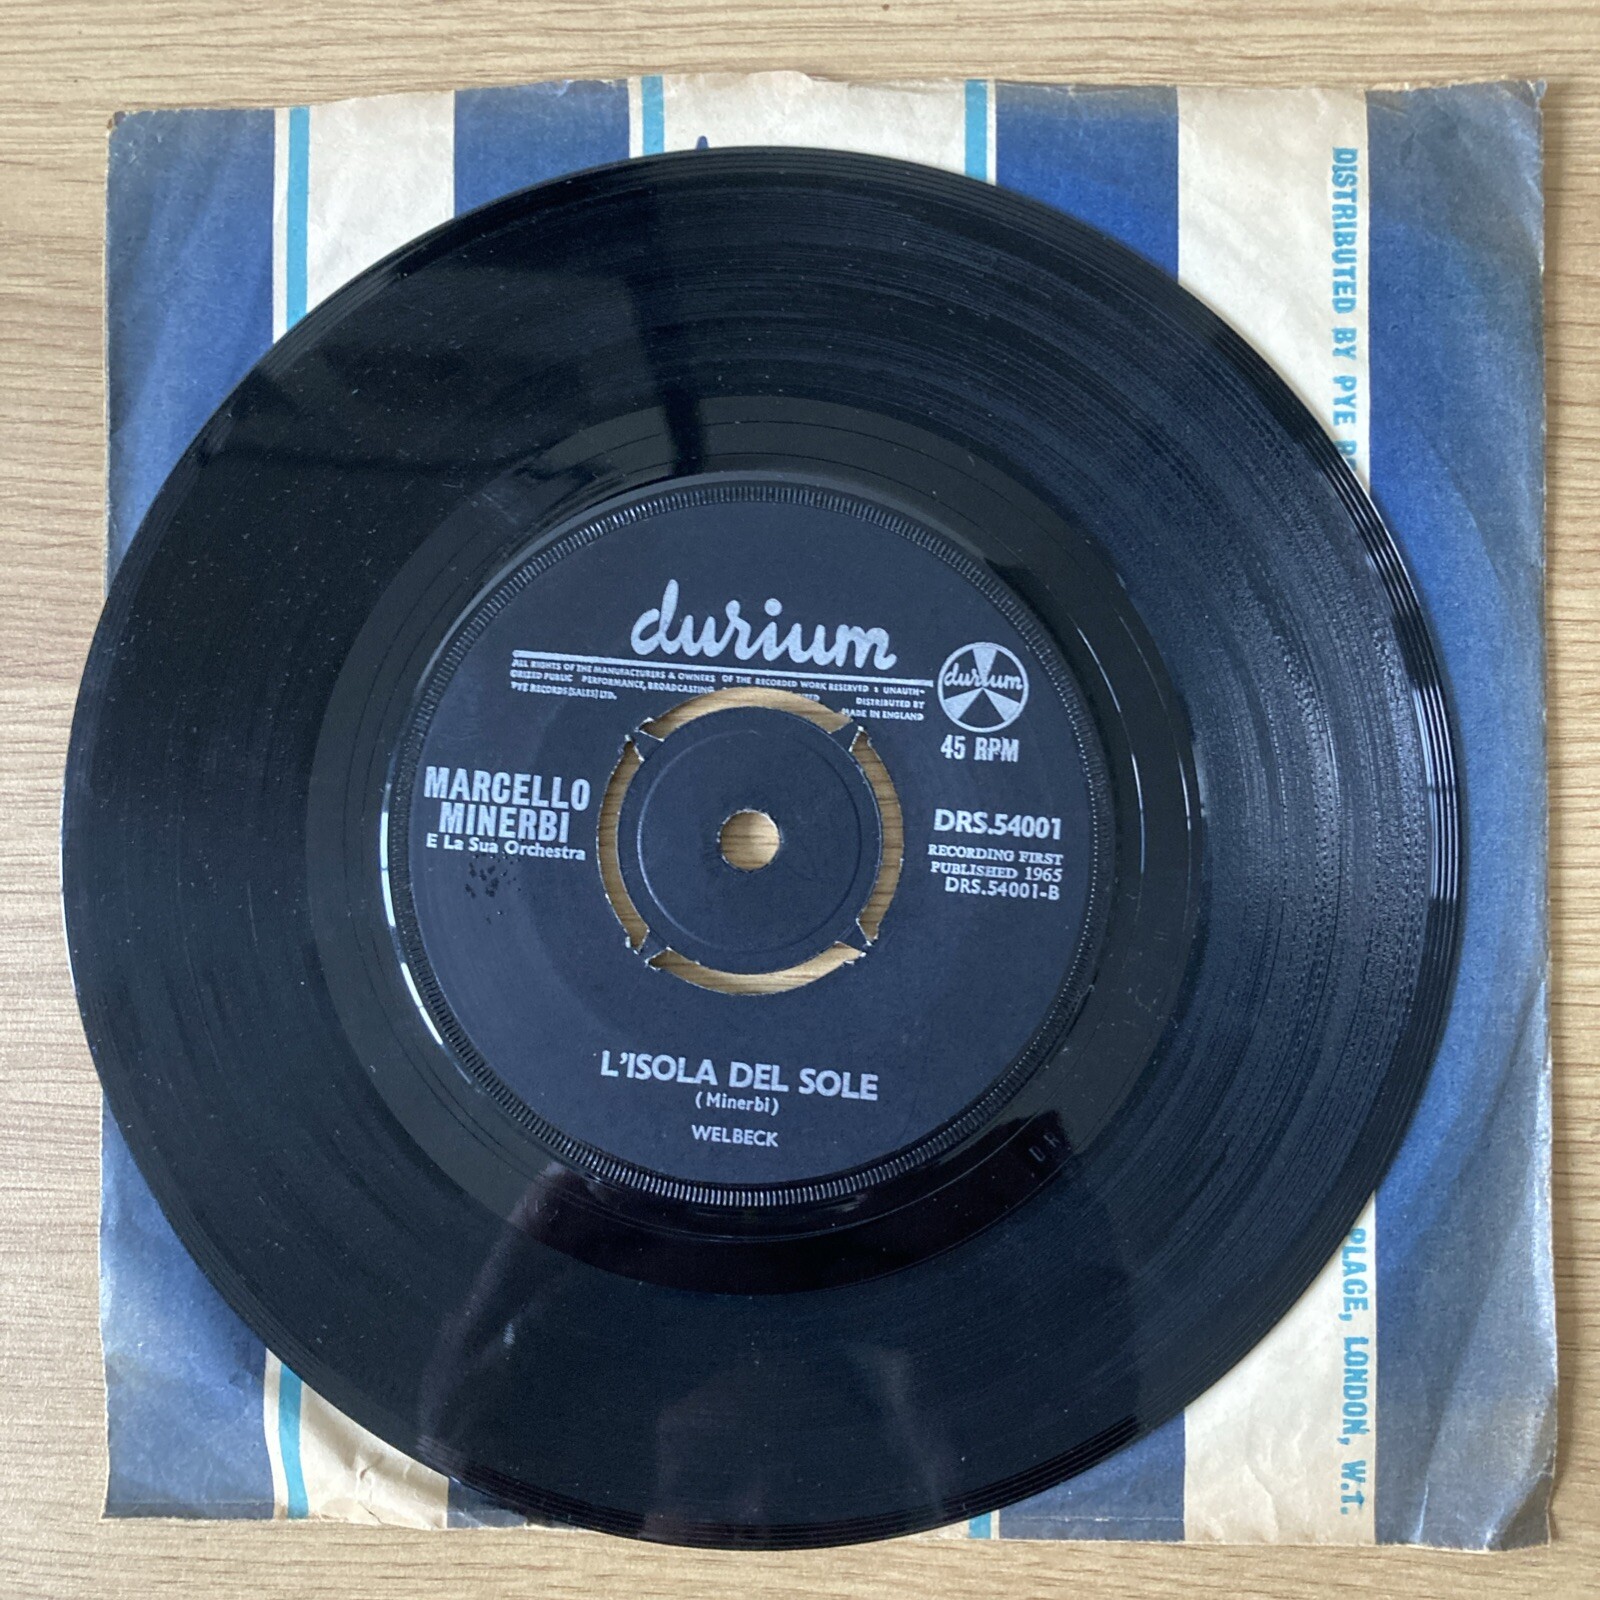 durium
ALL RIGHTS OF THE MANUFACTURERS & OWNERS OF THE RECORDED WORK RESERVED & UNAUTH-
ORIZED PUBLIC PERFORMANCE, BROADCASTING
DISTRIBUTED BY
PYE RECORDS (SALES) LTD.
MADE IN ENGLAND
durium
45 RPM
MARCELLO
MINERBI
E La Sua Orchestra
DRS.54001
RECORDING FIRST
PUBLISHED 1965
DRS.54001-B
L'ISOLA DEL SOLE
(Minerbi)
WELBECK
DISTRIBUTED BY PYE
PLACE, LONDON, W.1.